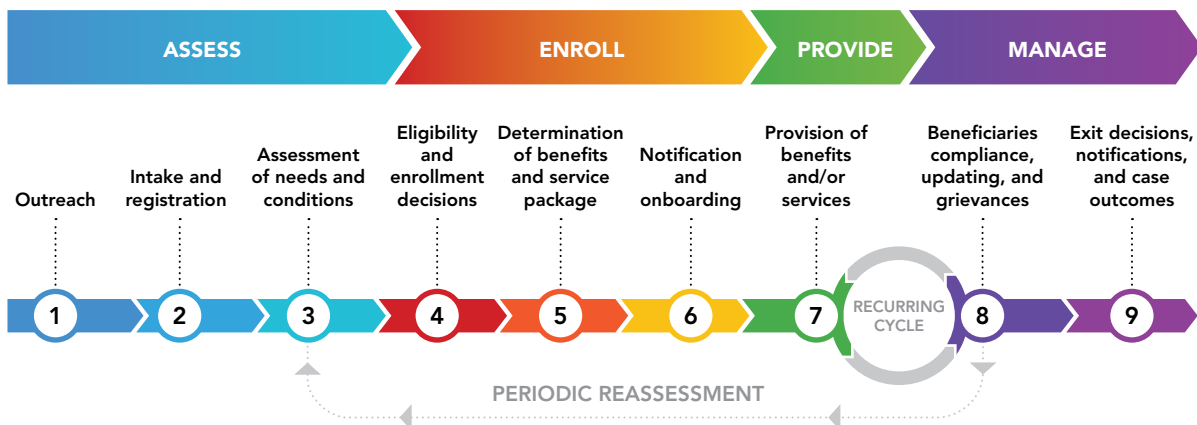 ASSESS
ENROLL
PROVIDE
MANAGE
Outreach
Intake and
registration
Assessment
of needs and
conditions
Eligibility
and
enrollment
decisions
Determination
of benefits
and service
package
Notification
and
onboarding
Provision of
benefits
and/or
services
Beneficiaries
compliance,
updating, and
grievances
Exit decisions,
notifications,
and case
outcomes
1
2
3
4
5
6
7
RECURRING
CYCLE
8
9
PERIODIC REASSESSMENT